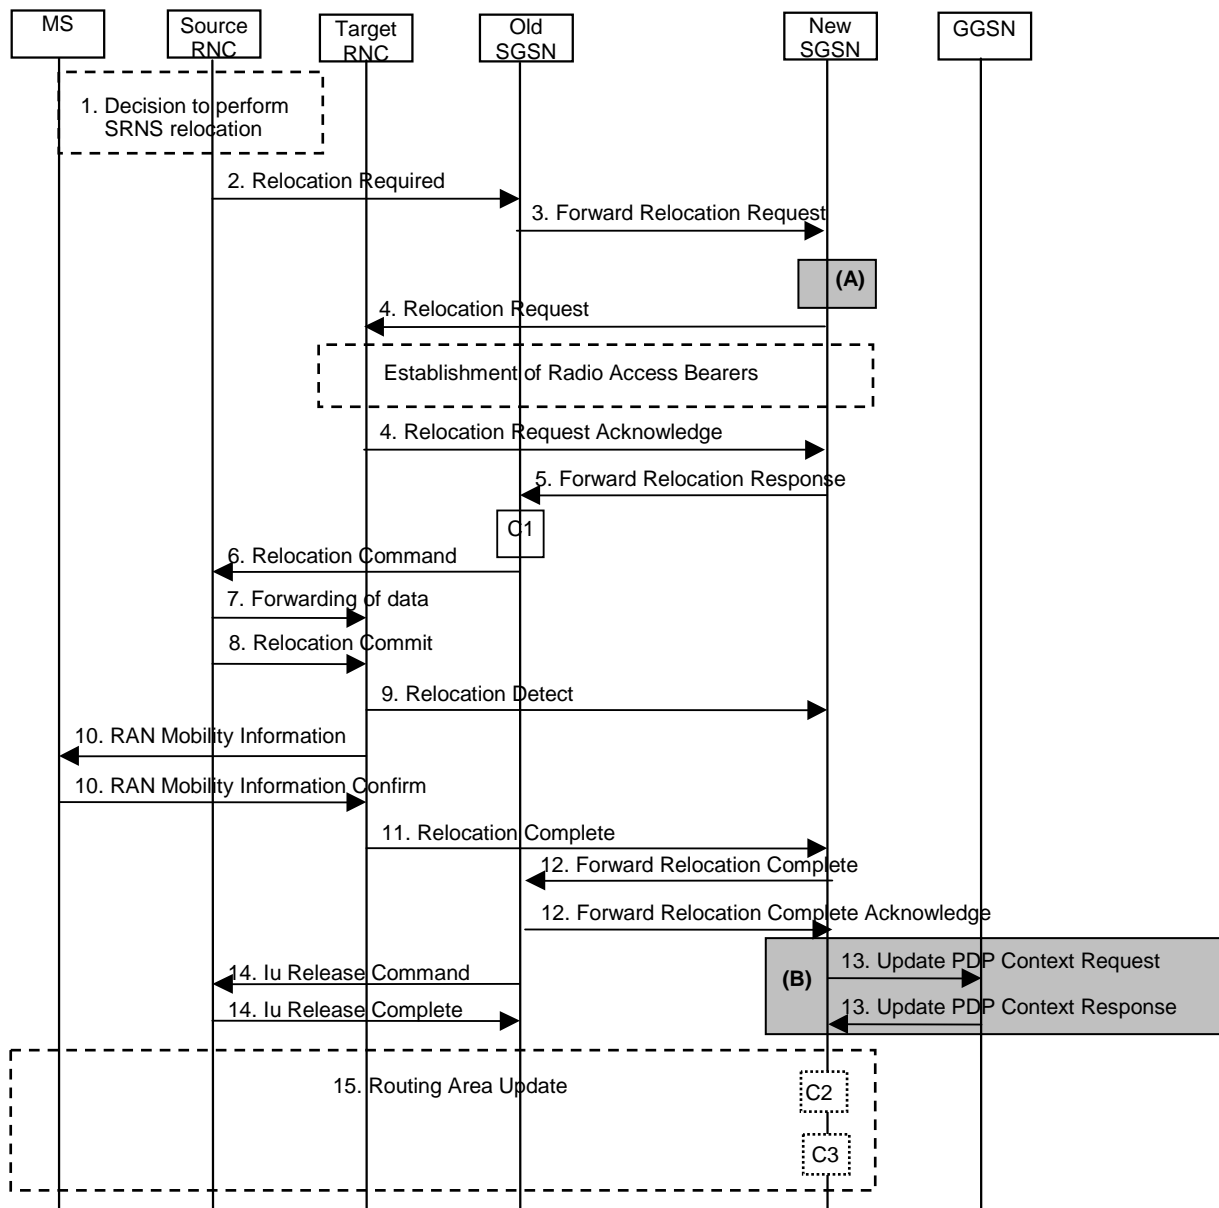 MS
Source
RNC
Target
RNC
Old
SGSN
New
SGSN
GGSN
1. Decision to perform
SRNS relocation
2. Relocation Required
3. Forward Relocation Request
(A)
4. Relocation Request
Establishment of Radio Access Bearers
4. Relocation Request Acknowledge
5. Forward Relocation Response
C1
6. Relocation Command
7. Forwarding of data
8. Relocation Commit
9. Relocation Detect
10. RAN Mobility Information
10. RAN Mobility Information Confirm
11. Relocation Complete
12. Forward Relocation Complete
12. Forward Relocation Complete Acknowledge
(B)
13. Update PDP Context Request
14. Iu Release Command
13. Update PDP Context Response
14. Iu Release Complete
15. Routing Area Update
C2
C3